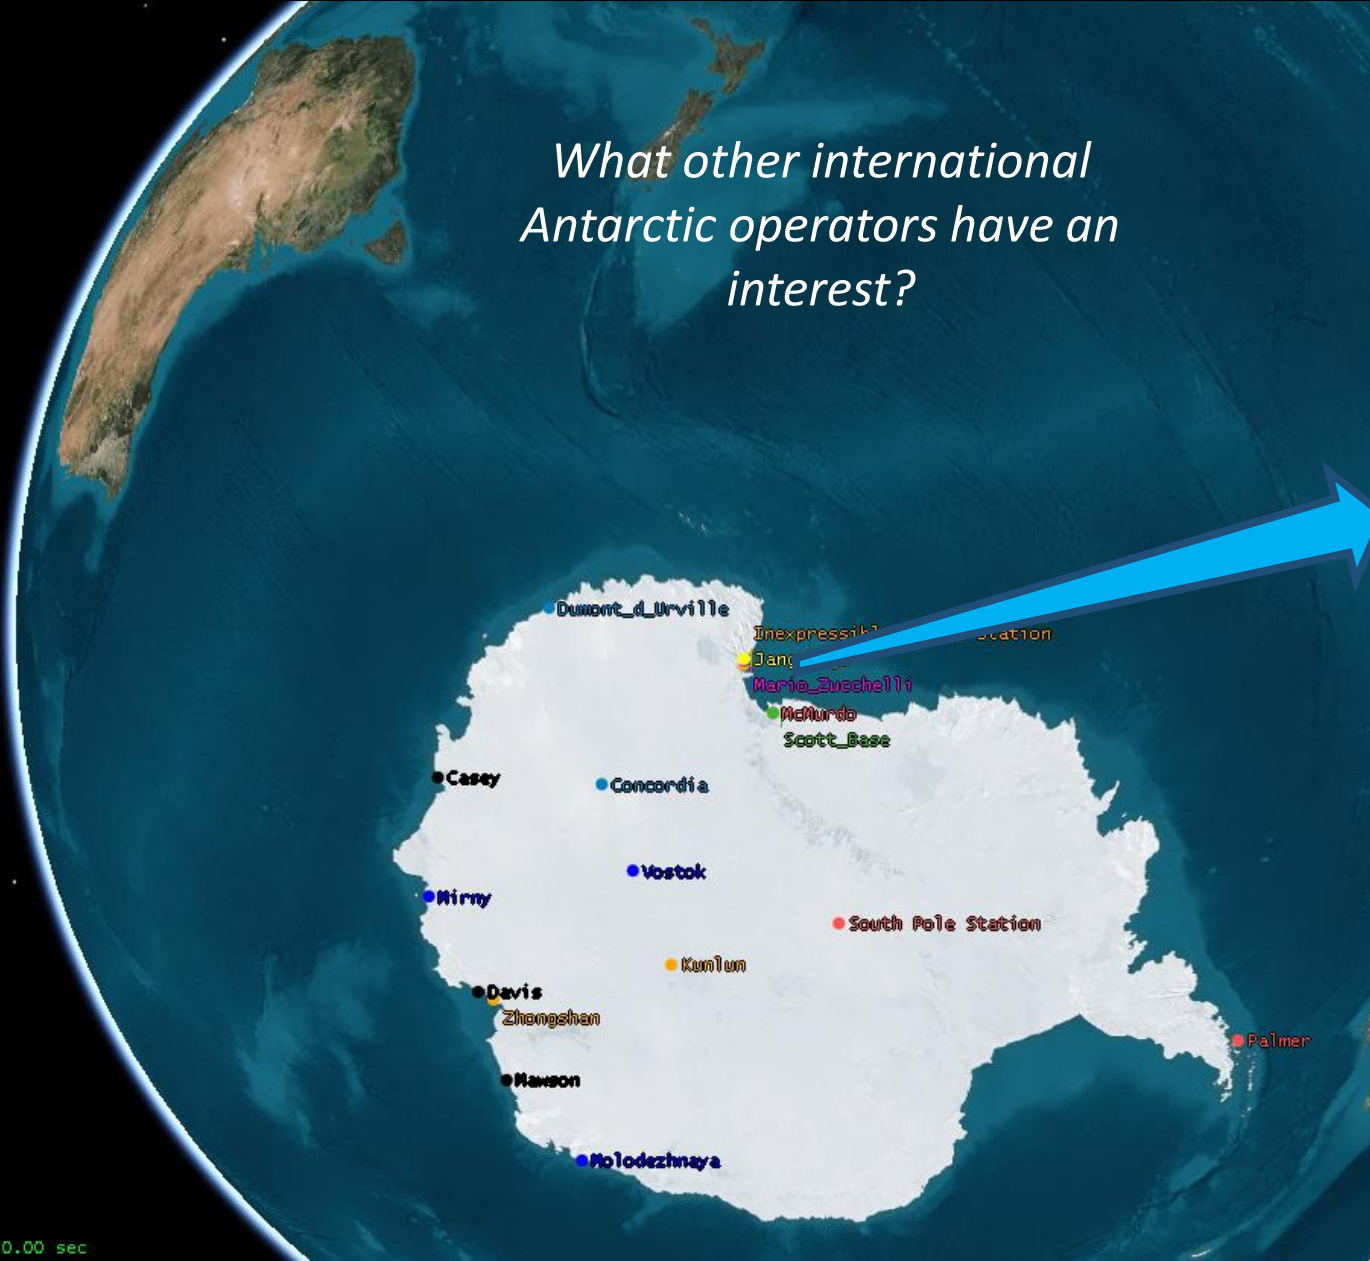 What other international
Antarctic operators have an
interest?
Dumont_d_Urville
Station
Mario_Zucchelli
McMurdo
Scott_Base
Casey
Concordia
Vostok
Mirny
South Pole Station
Kunlun
Davis
Zhongshan
Palmer
Mawson
Molodezhnaya
0.00 sec